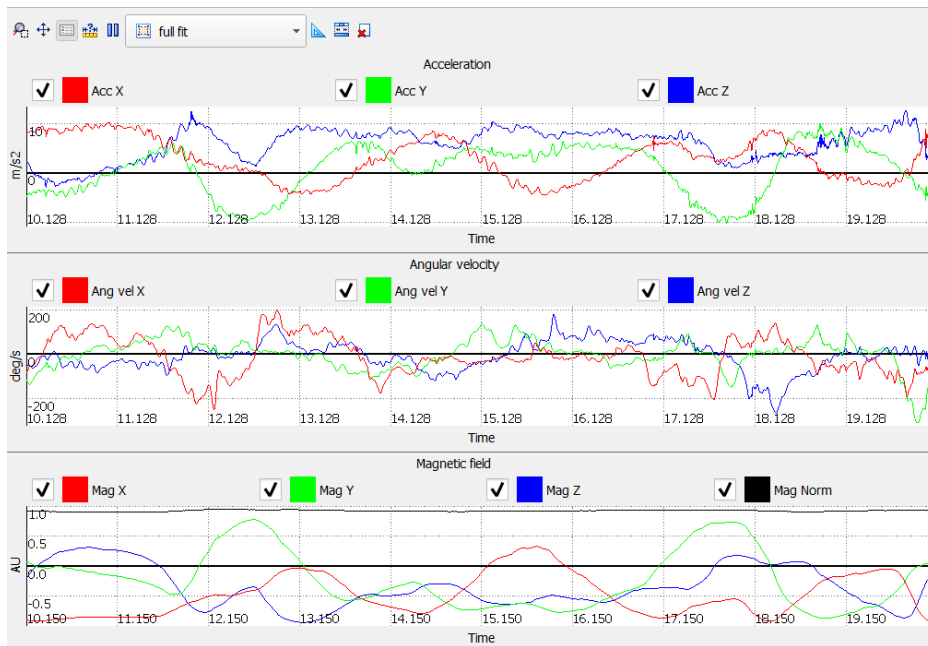 full fit
Acceleration
Acc X Acc Y Acc Z
10
m/s2
0
10.128 11.128 12.128 13.128 14.128 15.128 16.128 17.128 18.128 19.128
Time
Angular velocity
Ang vel X Ang vel Y Ang vel Z
200
deg/s
0
-200
10.128 11.128 12.128 13.128 14.128 15.128 16.128 17.128 18.128 19.128
Time
Magnetic field
Mag X Mag Y Mag Z Mag Norm
1.0
0.5
AU
0.0
-0.5
10.150 11.150 12.150 13.150 14.150 15.150 16.150 17.150 18.150 19.150
Time